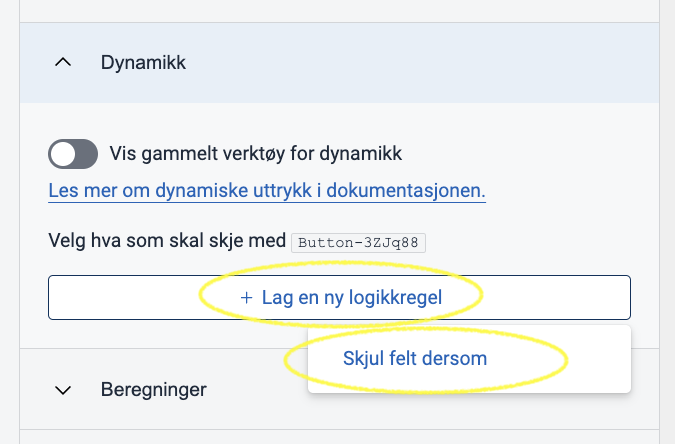 Dynamikk
Vis gammelt verktøy for dynamikk
Les mer om dynamiske uttrykk i dokumentasjonen.
Velg hva som skal skje med Button-3ZJq88
+ Lag en ny logikkregel
Skjul felt dersom
Beregninger